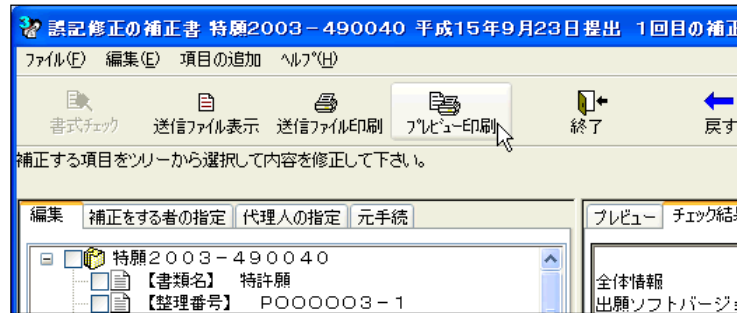 誤記修正の補正書 特願2003-490040 平成15年9月23日提出 1回目の補正
ﾌｧｲﾙ(F) 編集(E) 項目の追加 ﾍﾙﾌﾟ(H)
書式ﾁｪｯｸ 送信ﾌｧｲﾙ表示 送信ﾌｧｲﾙ印刷 ﾌﾟﾚﾋﾞｭｰ印刷 終了 戻す
補正する項目をツリーから選択して内容を修正して下さい。
編集 補正をする者の指定 代理人の指定 元手続 プレビュー チェック結果
特願2003-490040
【書類名】 特許願 全体情報
【整理番号】 P000003-1 出願ソフトバージョ